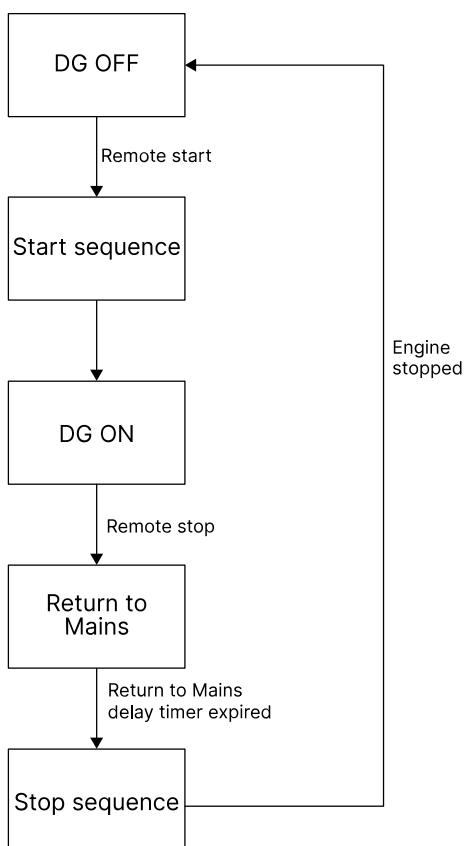 DG OFF
Remote start
Start sequence
Engine
stopped
DG ON
Remote stop
Return to
Mains
Return to Mains
delay timer expired
Stop sequence